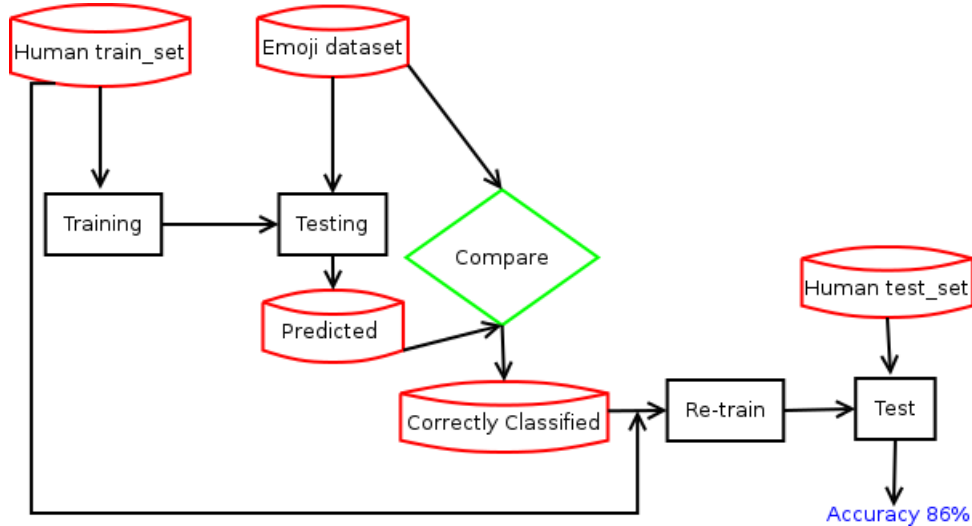 Human train_set
Emoji dataset
Training
Testing
Compare
Human test_set
Predicted
Correctly Classified
Re-train
Test
Accuracy 86%